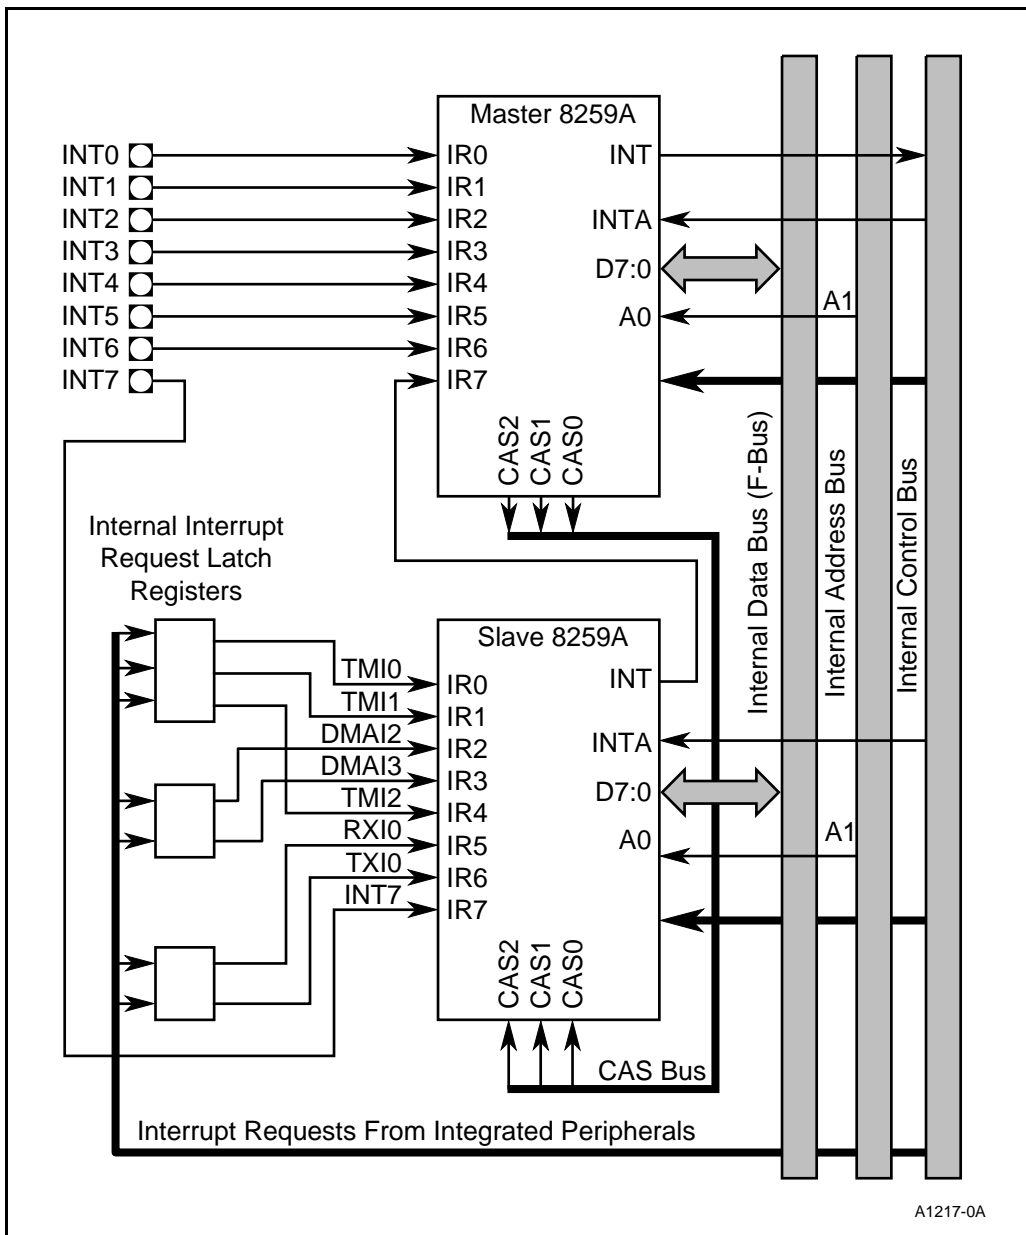 Master 8259A
INT0
INT1
INT2
INT3
INT4
INT5
INT6
INT7
IR0
IR1
IR2
IR3
IR4
IR5
IR6
IR7
INT
INTA
D7:0
A0
A1
CAS2
CAS1
CAS0
Internal Data Bus (F-Bus)
Internal Address Bus
Internal Control Bus
Internal Interrupt
Request Latch
Registers
Slave 8259A
TMI0
TMI1
DMAI2
DMAI3
TMI2
RXI0
TXI0
INT7
IR0
IR1
IR2
IR3
IR4
IR5
IR6
IR7
INT
INTA
D7:0
A0
A1
CAS2
CAS1
CAS0
CAS Bus
Interrupt Requests From Integrated Peripherals
A1217-0A